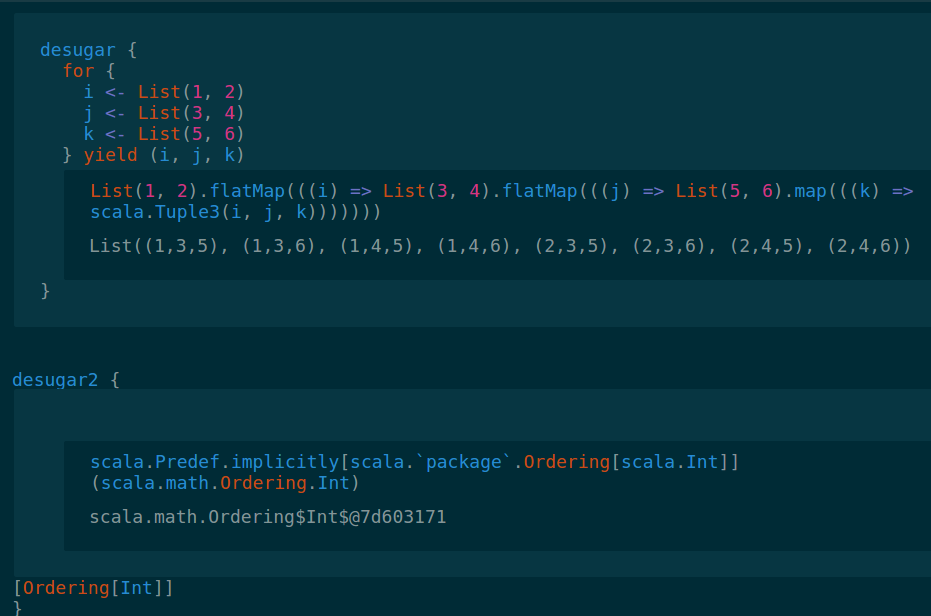 desugar {
for {
i <- List(1, 2)
j <- List(3, 4)
k <- List(5, 6)
} yield (i, j, k)
List(1, 2).flatMap(((i) => List(3, 4).flatMap(((j) => List(5, 6).map(((k) =>
scala.Tuple3(i, j, k)))))))
List((1,3,5), (1,3,6), (1,4,5), (1,4,6), (2,3,5), (2,3,6), (2,4,5), (2,4,6))
}
desugar2 {
scala.Predef.implicitly[scala.`package`.Ordering[scala.Int]]
(scala.math.Ordering.Int)
scala.math.Ordering$Int$@7d603171
[Ordering[Int]]
}